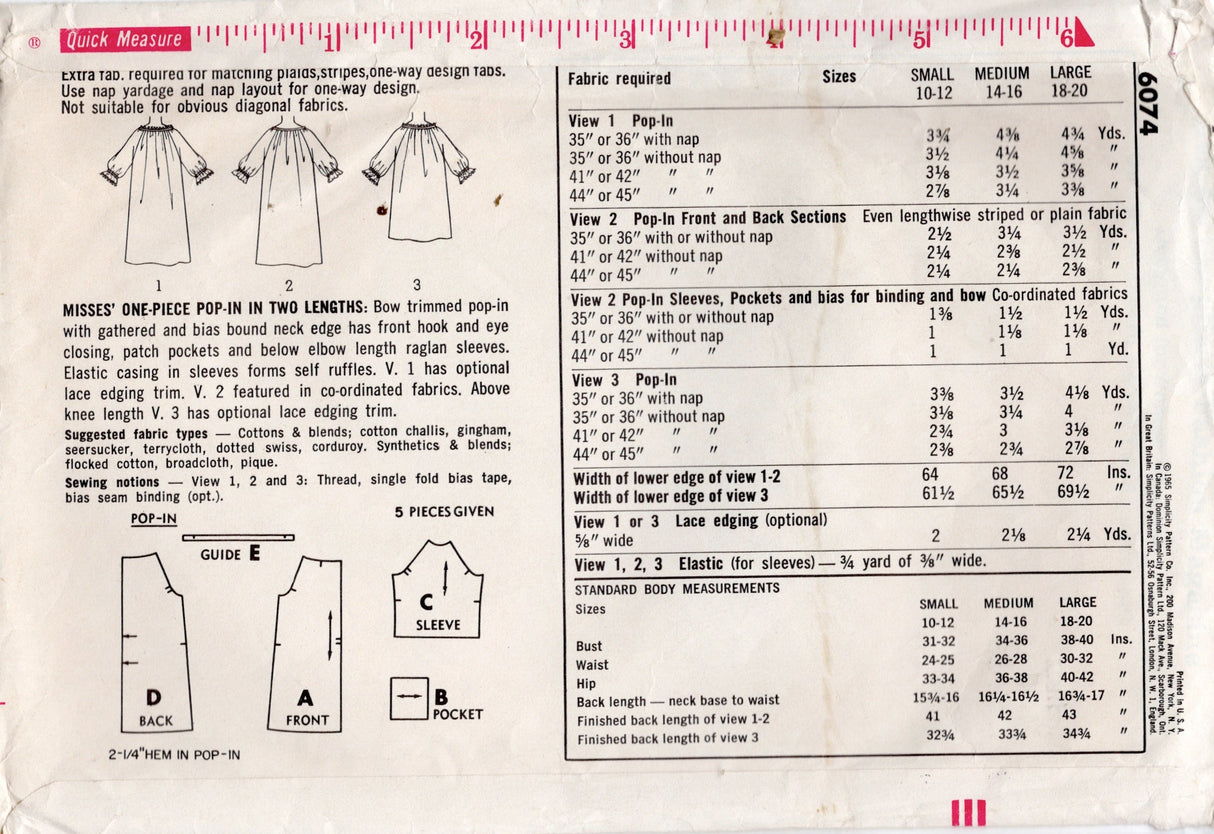 ® Quick Measure 1 2 3 4 5 6
Extra fab. required for matching plaids,stripes,one-way design fabs.
Use nap yardage and nap layout for one-way design.
Not suitable for obvious diagonal fabrics.
1 2 3
MISSES' ONE-PIECE POP-IN IN TWO LENGTHS: Bow trimmed pop-in
with gathered and bias bound neck edge has front hook and eye
closing, patch pockets and below elbow length raglan sleeves.
Elastic casing in sleeves forms self ruffles. V. 1 has optional
lace edging trim. V. 2 featured in co-ordinated fabrics. Above
knee length V. 3 has optional lace edging trim.
Suggested fabric types — Cottons & blends; cotton challis, gingham,
seersucker, terrycloth, dotted swiss, corduroy. Synthetics & blends;
flocked cotton, broadcloth, pique.
Sewing notions — View 1, 2 and 3: Thread, single fold bias tape,
bias seam binding (opt.).
POP-IN
5 PIECES GIVEN
GUIDE E
C
SLEEVE
D
BACK
A
FRONT
B
POCKET
2-1/4"HEM IN POP-IN
Fabric required Sizes SMALL MEDIUM LARGE
10-12 14-16 18-20
View 1 Pop-In
35" or 36" with nap 3¾ 4⅜ 4¾ Yds.
35" or 36" without nap 3½ 4¼ 4⅝ "
41" or 42" " " 3⅛ 3½ 3⅝ "
44" or 45" " " 2⅞ 3¼ 3⅜ "
View 2 Pop-In Front and Back Sections Even lengthwise striped or plain fabric
35" or 36" with or without nap 2½ 3¼ 3½ Yds.
41" or 42" without nap 2¼ 2⅜ 2½ "
44" or 45" " " 2¼ 2¼ 2⅜ "
View 2 Pop-In Sleeves, Pockets and bias for binding and bow Co-ordinated fabrics
35" or 36" with or without nap 1⅜ 1½ 1½ Yds.
41" or 42" without nap 1 1⅛ 1⅛ "
44" or 45" " " 1 1 1 Yd.
View 3 Pop-In
35" or 36" with nap 3⅜ 3½ 4⅛ Yds.
35" or 36" without nap 3⅛ 3¼ 4 "
41" or 42" " " 2¾ 3 3⅛ "
44" or 45" " " 2⅜ 2¾ 2⅞ "
Width of lower edge of view 1-2 64 68 72 Ins.
Width of lower edge of view 3 61½ 65½ 69½ "
View 1 or 3 Lace edging (optional)
⅝" wide 2 2⅛ 2¼ Yds.
View 1, 2, 3 Elastic (for sleeves) — ¾ yard of ⅜" wide.
STANDARD BODY MEASUREMENTS
Sizes SMALL MEDIUM LARGE
10-12 14-16 18-20
Bust 31-32 34-36 38-40 Ins.
Waist 24-25 26-28 30-32 "
Hip 33-34 36-38 40-42 "
Back length — neck base to waist 15¾-16 16¼-16½ 16¾-17 "
Finished back length of view 1-2 41 42 43 "
Finished back length of view 3 32¾ 33¾ 34¾ "
6074
Printed in U. S. A.
© 1965 Simplicity Pattern Co. Inc., 200 Madison Avenue, New York, N. Y.
In Canada: Dominion Simplicity Pattern Ltd., 120 Mack Ave., Scarborough, Ont.
In Great Britain: Simplicity Patterns Ltd., 52-56 Osnaburgh Street, London, N. W. 1, England.